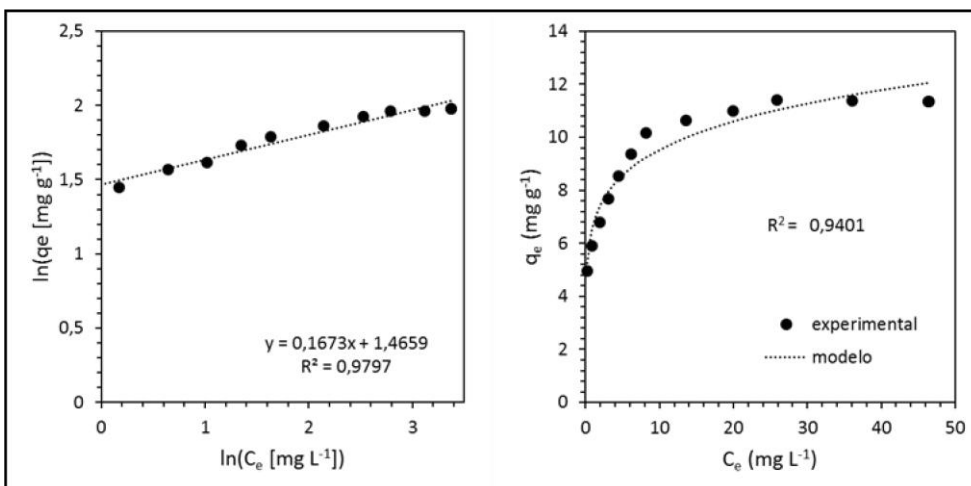 2,5
2
1,5
1
0,5
0
0
1
2
3
ln(qe [mg g⁻¹])
ln(Cₑ [mg L⁻¹])
y = 0,1673x + 1,4659
R² = 0,9797
14
12
10
8
6
4
2
0
0
10
20
30
40
50
qₑ (mg g⁻¹)
Cₑ (mg L⁻¹)
R² = 0,9401
experimental
modelo